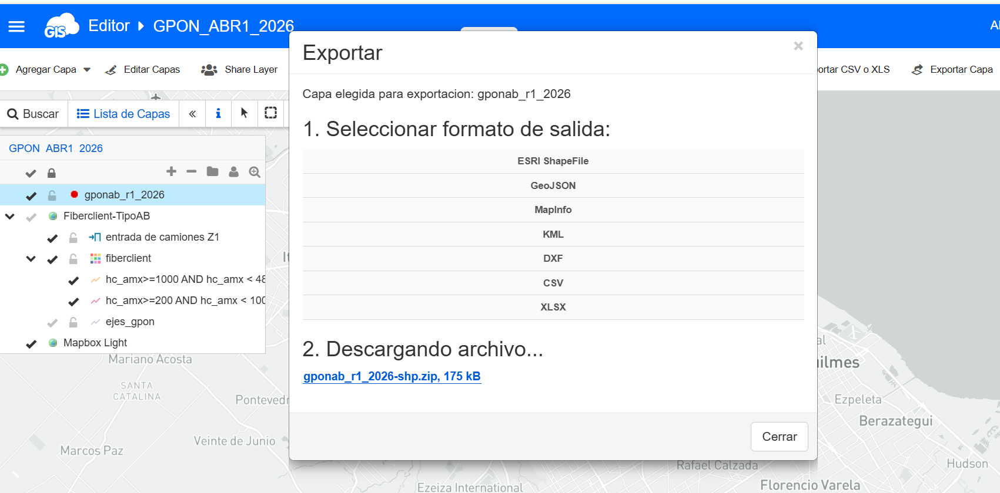 GIS
Editor
GPON_ABR1_2026
Agregar Capa
Editar Capas
Share Layer
ortar CSV o XLS
Exportar Capa
Buscar
Lista de Capas
«
i
GPON ABR1 2026
gponab_r1_2026
Fiberclient-TipoAB
entrada de camiones Z1
fiberclient
hc_amx>=1000 AND hc_amx < 48
hc_amx>=200 AND hc_amx < 100
ejes_gpon
Mapbox Light
Exportar
×
Capa elegida para exportacion: gponab_r1_2026
1. Seleccionar formato de salida:
ESRI ShapeFile
GeoJSON
MapInfo
KML
DXF
CSV
XLSX
2. Descargando archivo...
gponab_r1_2026-shp.zip, 175 kB
Cerrar
Mariano Acosta
SANTA
CATALINA
Pontevedr
Veinte de Junio
Marcos Paz
Ezeiza International
Rafael Calzada
Florencio Varela
Hudson
Berazategui
Ezpeleta
uilmes
al